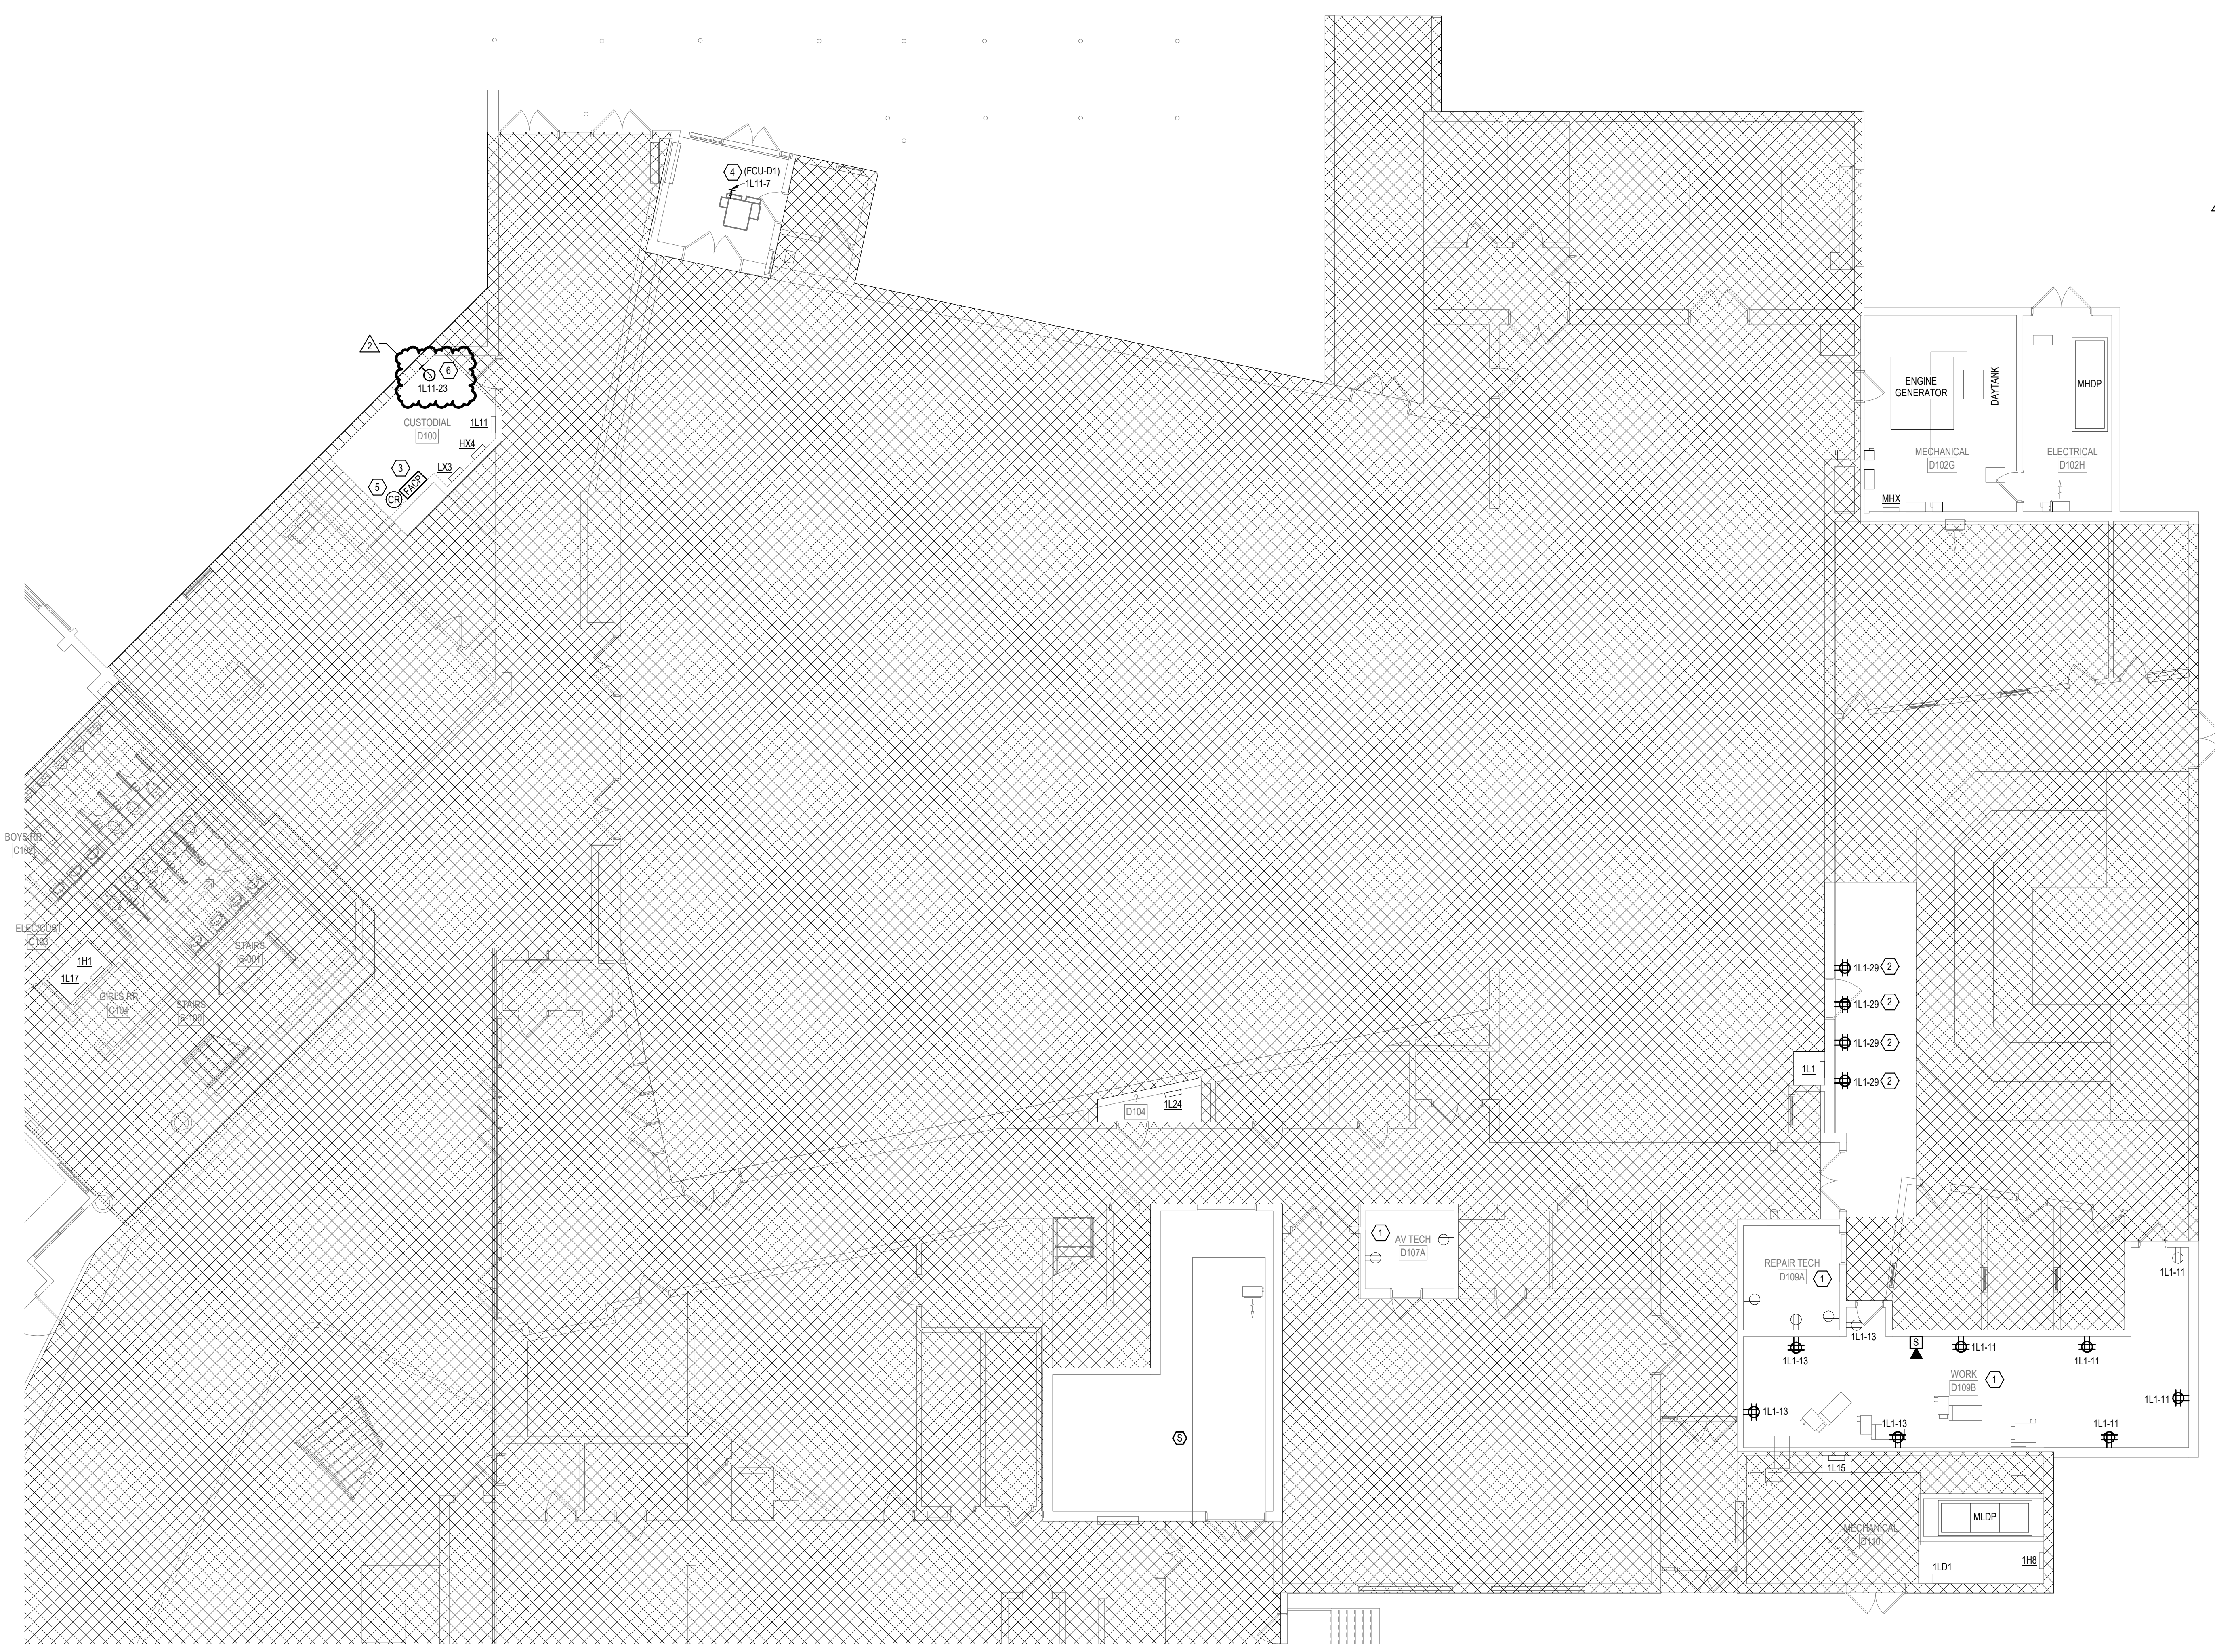 4
(FCU-D1)
1L11-7
2
6
1L11-23
CUSTODIAL
D100
1L11
HX4
LX3
3
FACP
5
CR
ENGINE
GENERATOR
DAYTANK
MHDP
MECHANICAL
D102G
ELECTRICAL
D102H
MHX
BOYS RR
C102
ELEC/CUST
C103
1H1
1L17
GIRLS RR
C104
STAIRS
S-001
STAIRS
S-100
1L1-29
2
1L1-29
2
1L1-29
2
1L1-29
2
1L1
?
D104
1L24
1
AV TECH
D107A
REPAIR TECH
D109A
1
1L1-11
1L1-13
1L1-13
S
1L1-11
1L1-11
WORK
D109B
1
1L1-11
1L1-13
1L1-13
1L1-11
S
1L15
MLDP
MECHANICAL
D110
1H8
1LD1